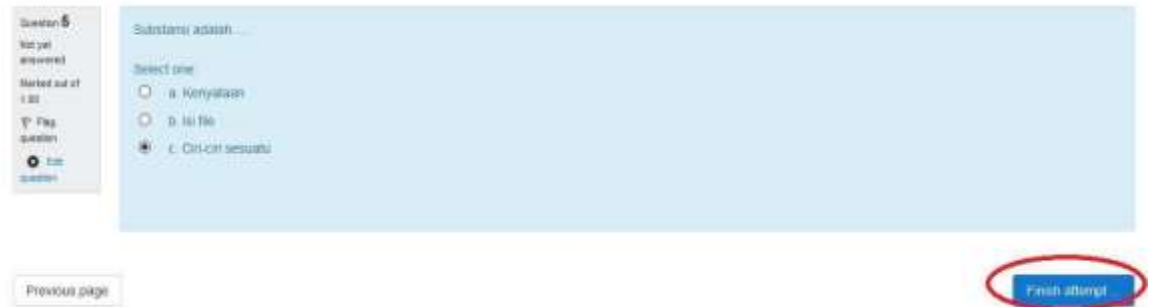 Question 5
Not yet
answered
Marked out of
1.00
Flag
question
Edit
question
Substansi adalah ....
Select one:
a. Kenyataan
b. Isi file
c. Ciri-ciri sesuatu
Previous page
Finish attempt ...